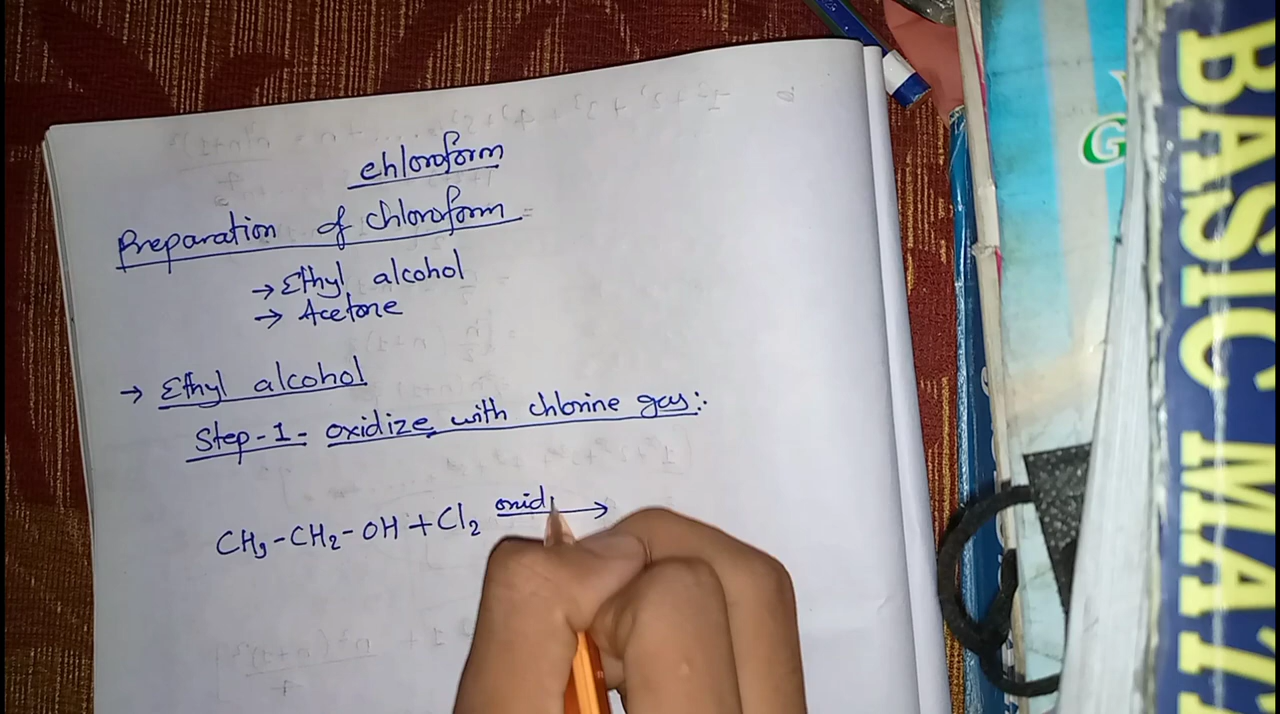 chloroform
Preparation of chloroform
→ Ethyl alcohol
→ Acetone
→ Ethyl alcohol
Step-1- oxidize with chlorine gas:
CH3-CH2-OH+Cl2 oxid →
BASIC MAT
G